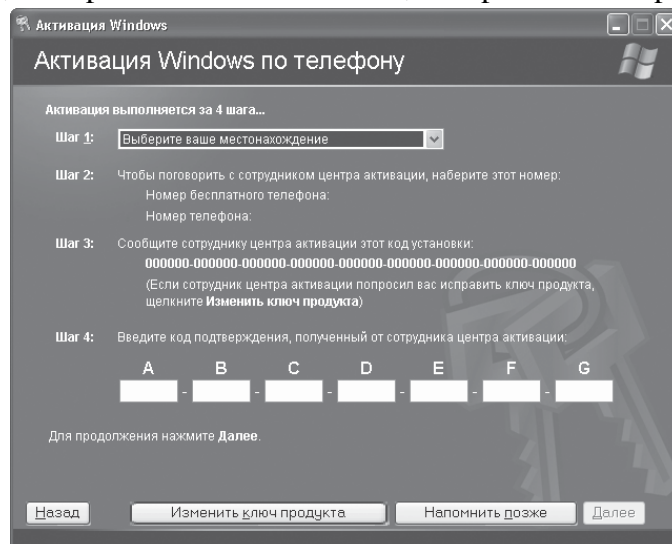 Активация Windows
Активация Windows по телефону
Активация выполняется за 4 шага...
Шаг 1: Выберите ваше местонахождение
Шаг 2: Чтобы поговорить с сотрудником центра активации, наберите этот номер:
Номер бесплатного телефона:
Номер телефона:
Шаг 3: Сообщите сотруднику центра активации этот код установки:
000000-000000-000000-000000-000000-000000-000000-000000-000000
(Если сотрудник центра активации попросил вас исправить ключ продукта,
щелкните Изменить ключ продукта)
Шаг 4: Введите код подтверждения, полученный от сотрудника центра активации:
A B C D E F G
- - - - - -
Для продолжения нажмите Далее.
Назад Изменить ключ продукта Напомнить позже Далее